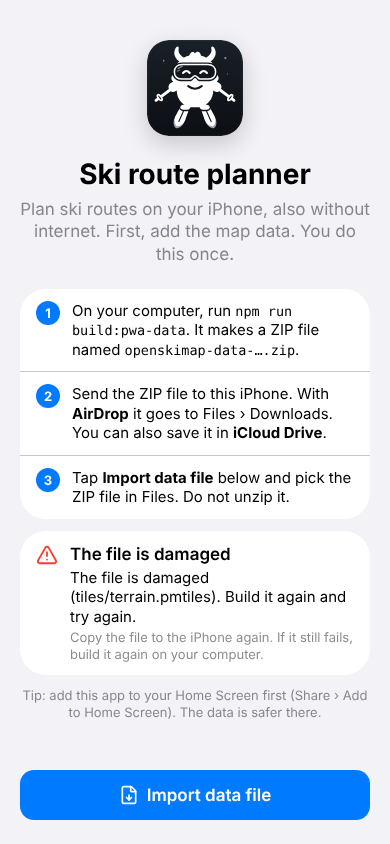 Ski route planner
Plan ski routes on your iPhone, also without
internet. First, add the map data. You do
this once.
1 On your computer, run npm run
build:pwa-data. It makes a ZIP file
named openskimap-data-….zip.
2 Send the ZIP file to this iPhone. With
AirDrop it goes to Files › Downloads.
You can also save it in iCloud Drive.
3 Tap Import data file below and pick the
ZIP file in Files. Do not unzip it.
The file is damaged
The file is damaged
(tiles/terrain.pmtiles). Build it again and
try again.
Copy the file to the iPhone again. If it still fails,
build it again on your computer.
Tip: add this app to your Home Screen first (Share › Add
to Home Screen). The data is safer there.
Import data file